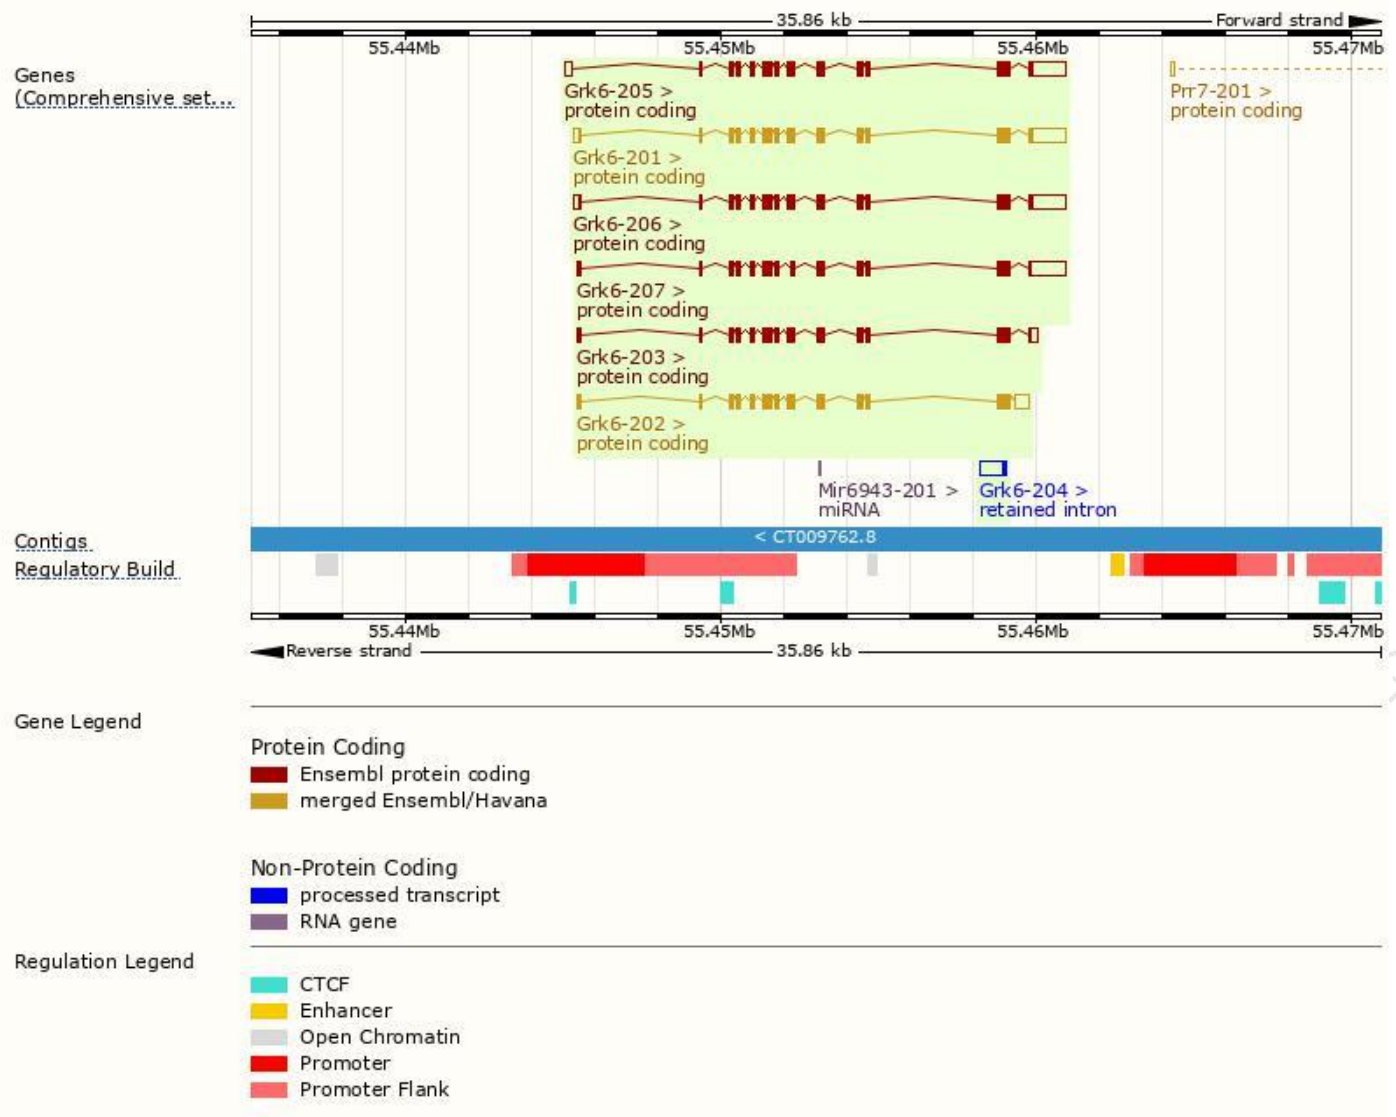 35.86 kb Forward strand
55.44Mb 55.45Mb 55.46Mb 55.47Mb
Genes
(Comprehensive set...
Grk6-205 >
protein coding
Prr7-201 >
protein coding
Grk6-201 >
protein coding
Grk6-206 >
protein coding
Grk6-207 >
protein coding
Grk6-203 >
protein coding
Grk6-202 >
protein coding
Mir6943-201 >
miRNA
Grk6-204 >
retained intron
Contigs
< CT009762.8
Regulatory Build
55.44Mb 55.45Mb 55.46Mb 55.47Mb
Reverse strand 35.86 kb
Gene Legend
Protein Coding
Ensembl protein coding
merged Ensembl/Havana
Non-Protein Coding
processed transcript
RNA gene
Regulation Legend
CTCF
Enhancer
Open Chromatin
Promoter
Promoter Flank